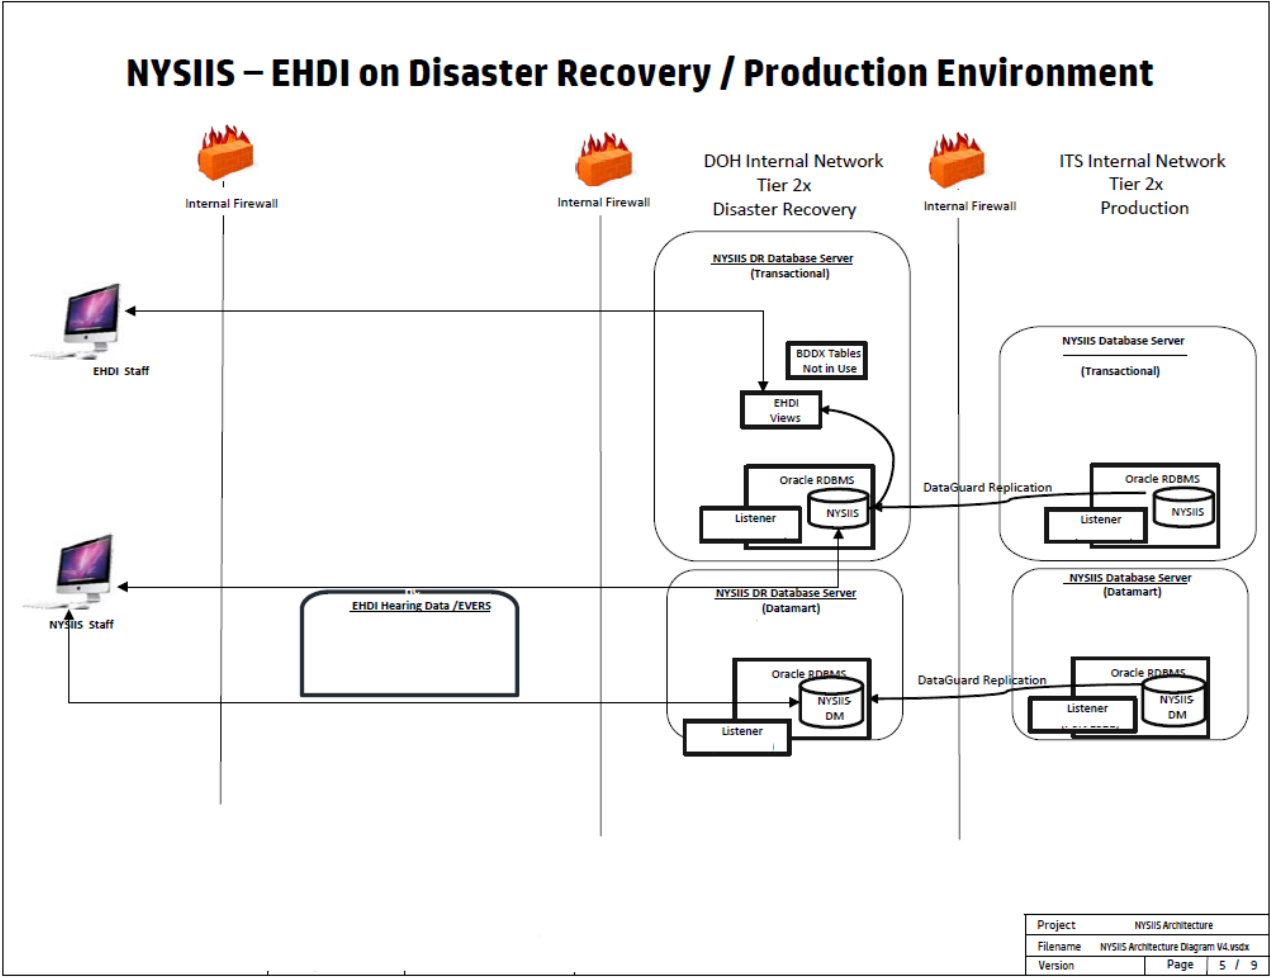 NYSIIS – EHDI on Disaster Recovery / Production Environment
Internal Firewall
Internal Firewall
DOH Internal Network
Tier 2x
Disaster Recovery
Internal Firewall
ITS Internal Network
Tier 2x
Production
NYSIIS DR Database Server
(Transactional)
EHDI Staff
BDDX Tables
Not in Use
EHDI
Views
NYSIIS Database Server
(Transactional)
Oracle RDBMS
NYSIIS
Listener
DataGuard Replication
Oracle RDBMS
NYSIIS
Listener
NYSIIS Staff
EHDI Hearing Data /EVERS
NYSIIS DR Database Server
(Datamart)
NYSIIS Database Server
(Datamart)
Oracle RDBMS
NYSIIS-
DM
Listener
DataGuard Replication
Oracle RDBMS
NYSIIS-
DM
Listener
Project NYSIIS Architecture
Filename NYSIIS Architecture Diagram V4.vsdx
Version Page 5 / 9